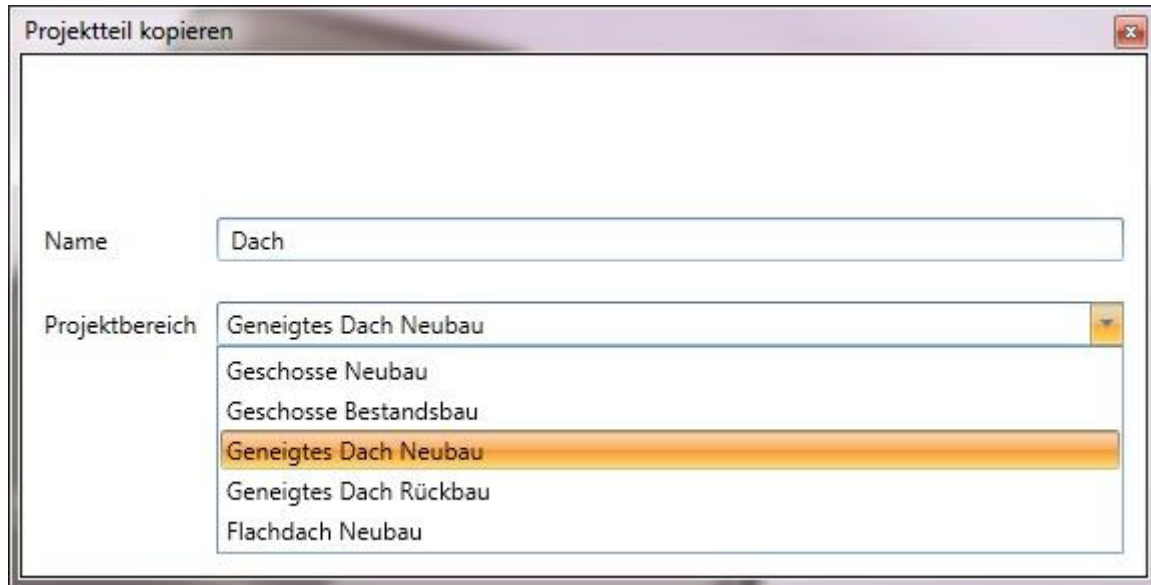 Projektteil kopieren
Name
Dach
Projektbereich
Geneigtes Dach Neubau
Geschosse Neubau
Geschosse Bestandsbau
Geneigtes Dach Neubau
Geneigtes Dach Rückbau
Flachdach Neubau